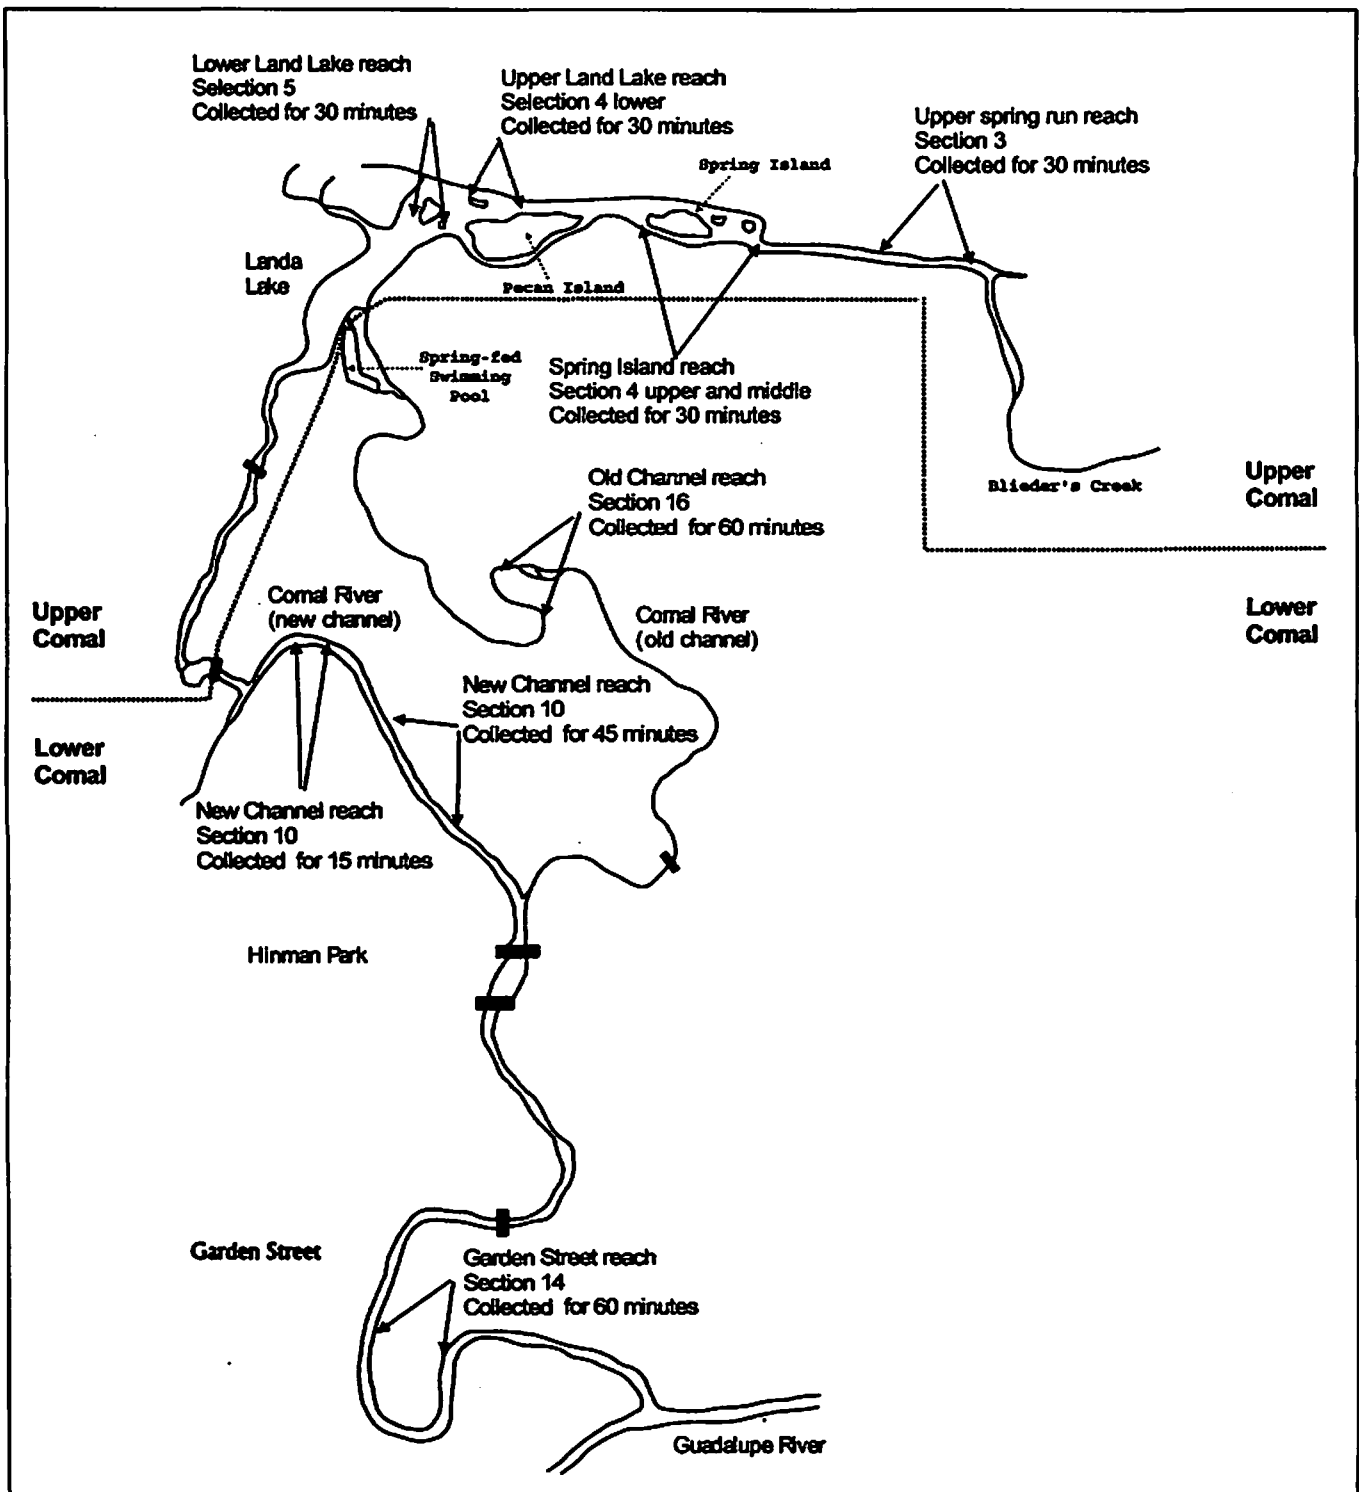 Lower Land Lake reach
Selection 5
Collected for 30 minutes
Upper Land Lake reach
Selection 4 lower
Collected for 30 minutes
Upper spring run reach
Section 3
Collected for 30 minutes
Spring Island
Landa
Lake
Pecan Island
Spring-fed
Swimming
Pool
Spring Island reach
Section 4 upper and middle
Collected for 30 minutes
Old Channel reach
Section 16
Collected for 60 minutes
Blieder's Creek
Upper
Comal
Lower
Comal
Upper
Comal
Comal River
(new channel)
Comal River
(old channel)
New Channel reach
Section 10
Collected for 45 minutes
Lower
Comal
New Channel reach
Section 10
Collected for 15 minutes
Hinman Park
Garden Street
Garden Street reach
Section 14
Collected for 60 minutes
Guadalupe River